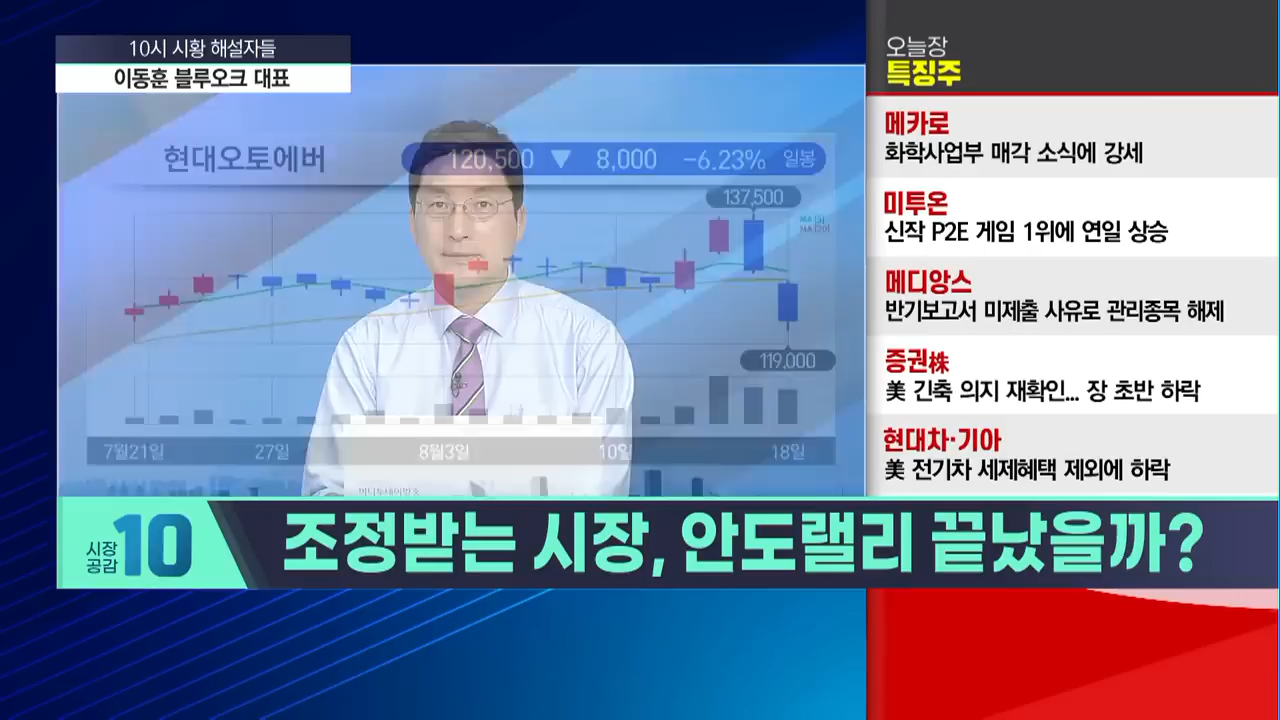 10시 시황 해설자들
이동훈 블루오크 대표
현대오토에버
120,500 ▼ 8,000 -6.23% 일봉
137,500
MA [5]
MA [20]
119,000
7월21일 27일 8월3일 10일 18일
오늘장
특징주
메카로
화학사업부 매각 소식에 강세
미투온
신작 P2E 게임 1위에 연일 상승
메디앙스
반기보고서 미제출 사유로 관리종목 해제
증권株
美 긴축 의지 재확인... 장 초반 하락
현대차·기아
美 전기차 세제혜택 제외에 하락
시장
공감
10
조정받는 시장, 안도랠리 끝났을까?